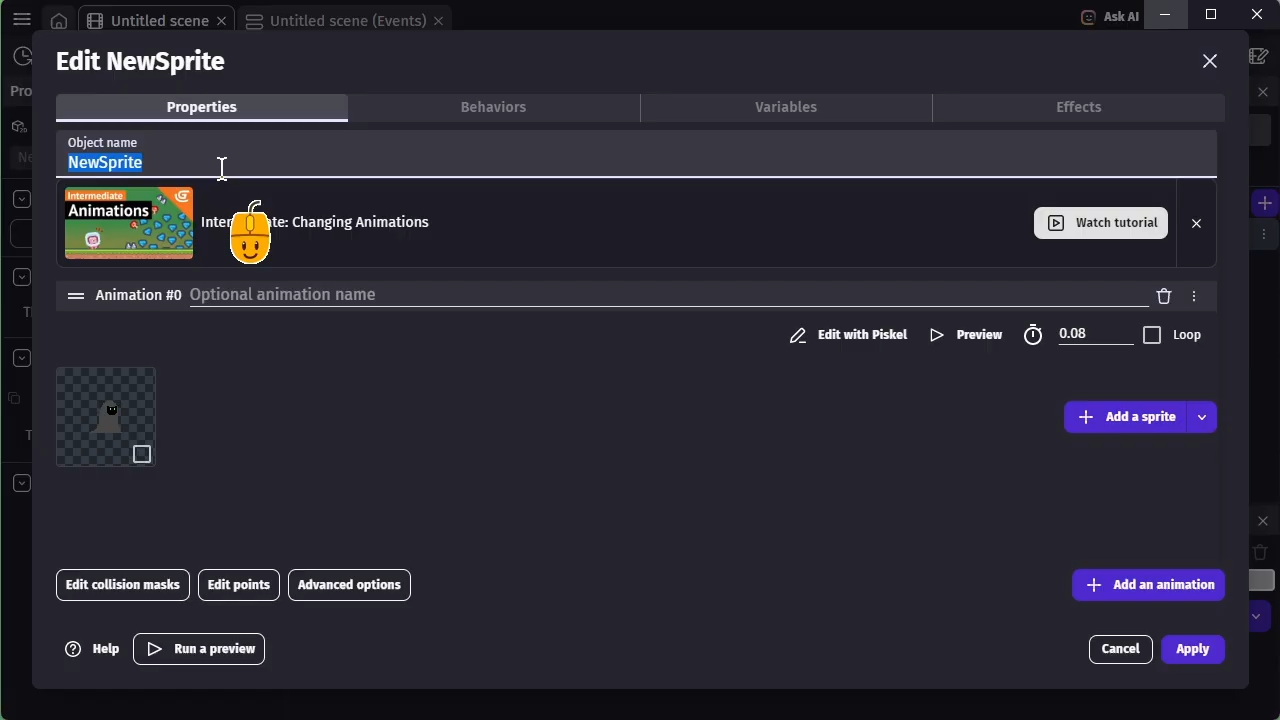 Untitled scene
Untitled scene (Events)
Ask AI
Edit NewSprite
Pro
Properties
Behaviors
Variables
Effects
Object name
NewSprite
Intermediate
Animations
Intermediate: Changing Animations
Watch tutorial
Animation #0
Optional animation name
Edit with Piskel
Preview
0.08
Loop
Add a sprite
Edit collision masks
Edit points
Advanced options
Add an animation
Help
Run a preview
Cancel
Apply